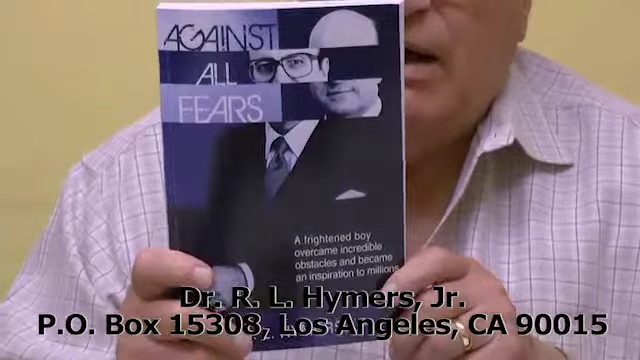 AGAINST
ALL
FEARS
A frightened boy
overcame incredible
obstacles and became
an inspiration to millions.
Dr. R. L. Hymers, Jr.
P.O. Box 15308, Los Angeles, CA 90015